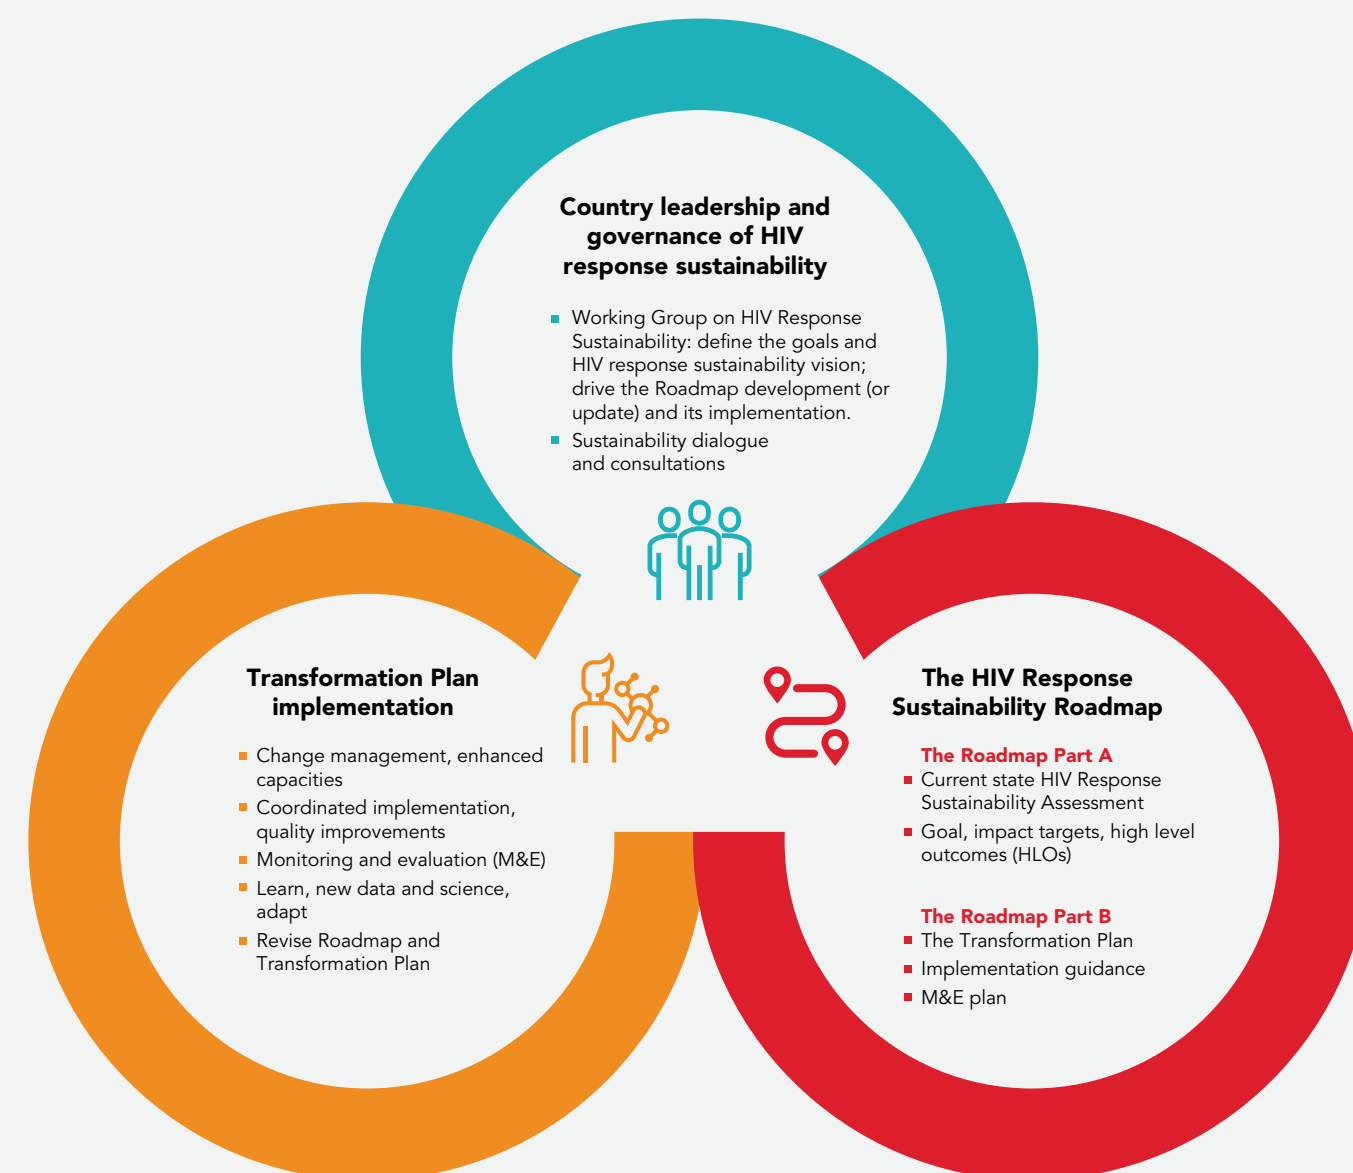 Country leadership and
governance of HIV
response sustainability
Working Group on HIV Response
Sustainability: define the goals and
HIV response sustainability vision;
drive the Roadmap development (or
update) and its implementation.
Sustainability dialogue
and consultations
Transformation Plan
implementation
Change management, enhanced
capacities
Coordinated implementation,
quality improvements
Monitoring and evaluation (M&E)
Learn, new data and science,
adapt
Revise Roadmap and
Transformation Plan
The HIV Response
Sustainability Roadmap
The Roadmap Part A
Current state HIV Response
Sustainability Assessment
Goal, impact targets, high level
outcomes (HLOs)
The Roadmap Part B
The Transformation Plan
Implementation guidance
M&E plan